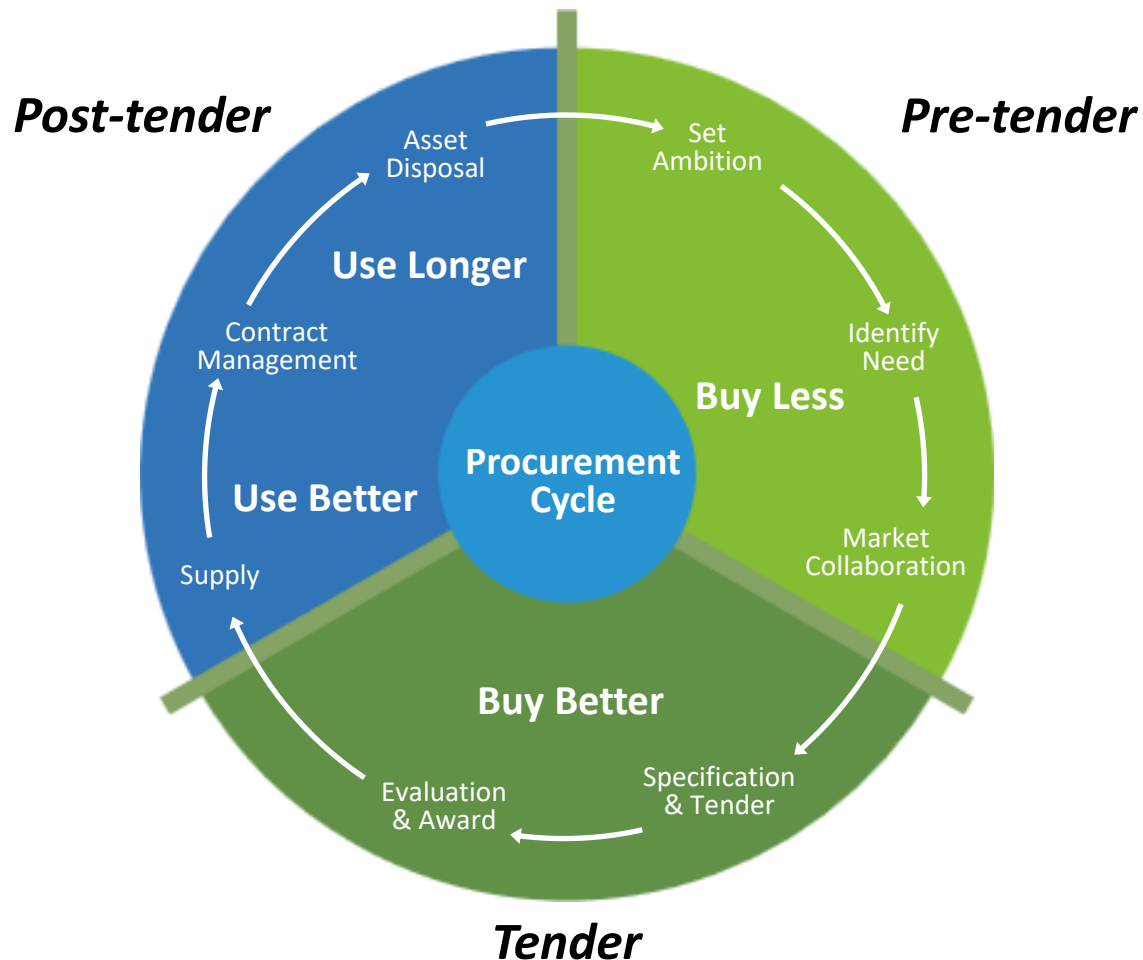 Post-tender
Pre-tender
Asset
Disposal
Set
Ambition
Use Longer
Contract
Management
Identify
Need
Buy Less
Procurement
Cycle
Use Better
Market
Collaboration
Supply
Buy Better
Specification
& Tender
Evaluation
& Award
Tender